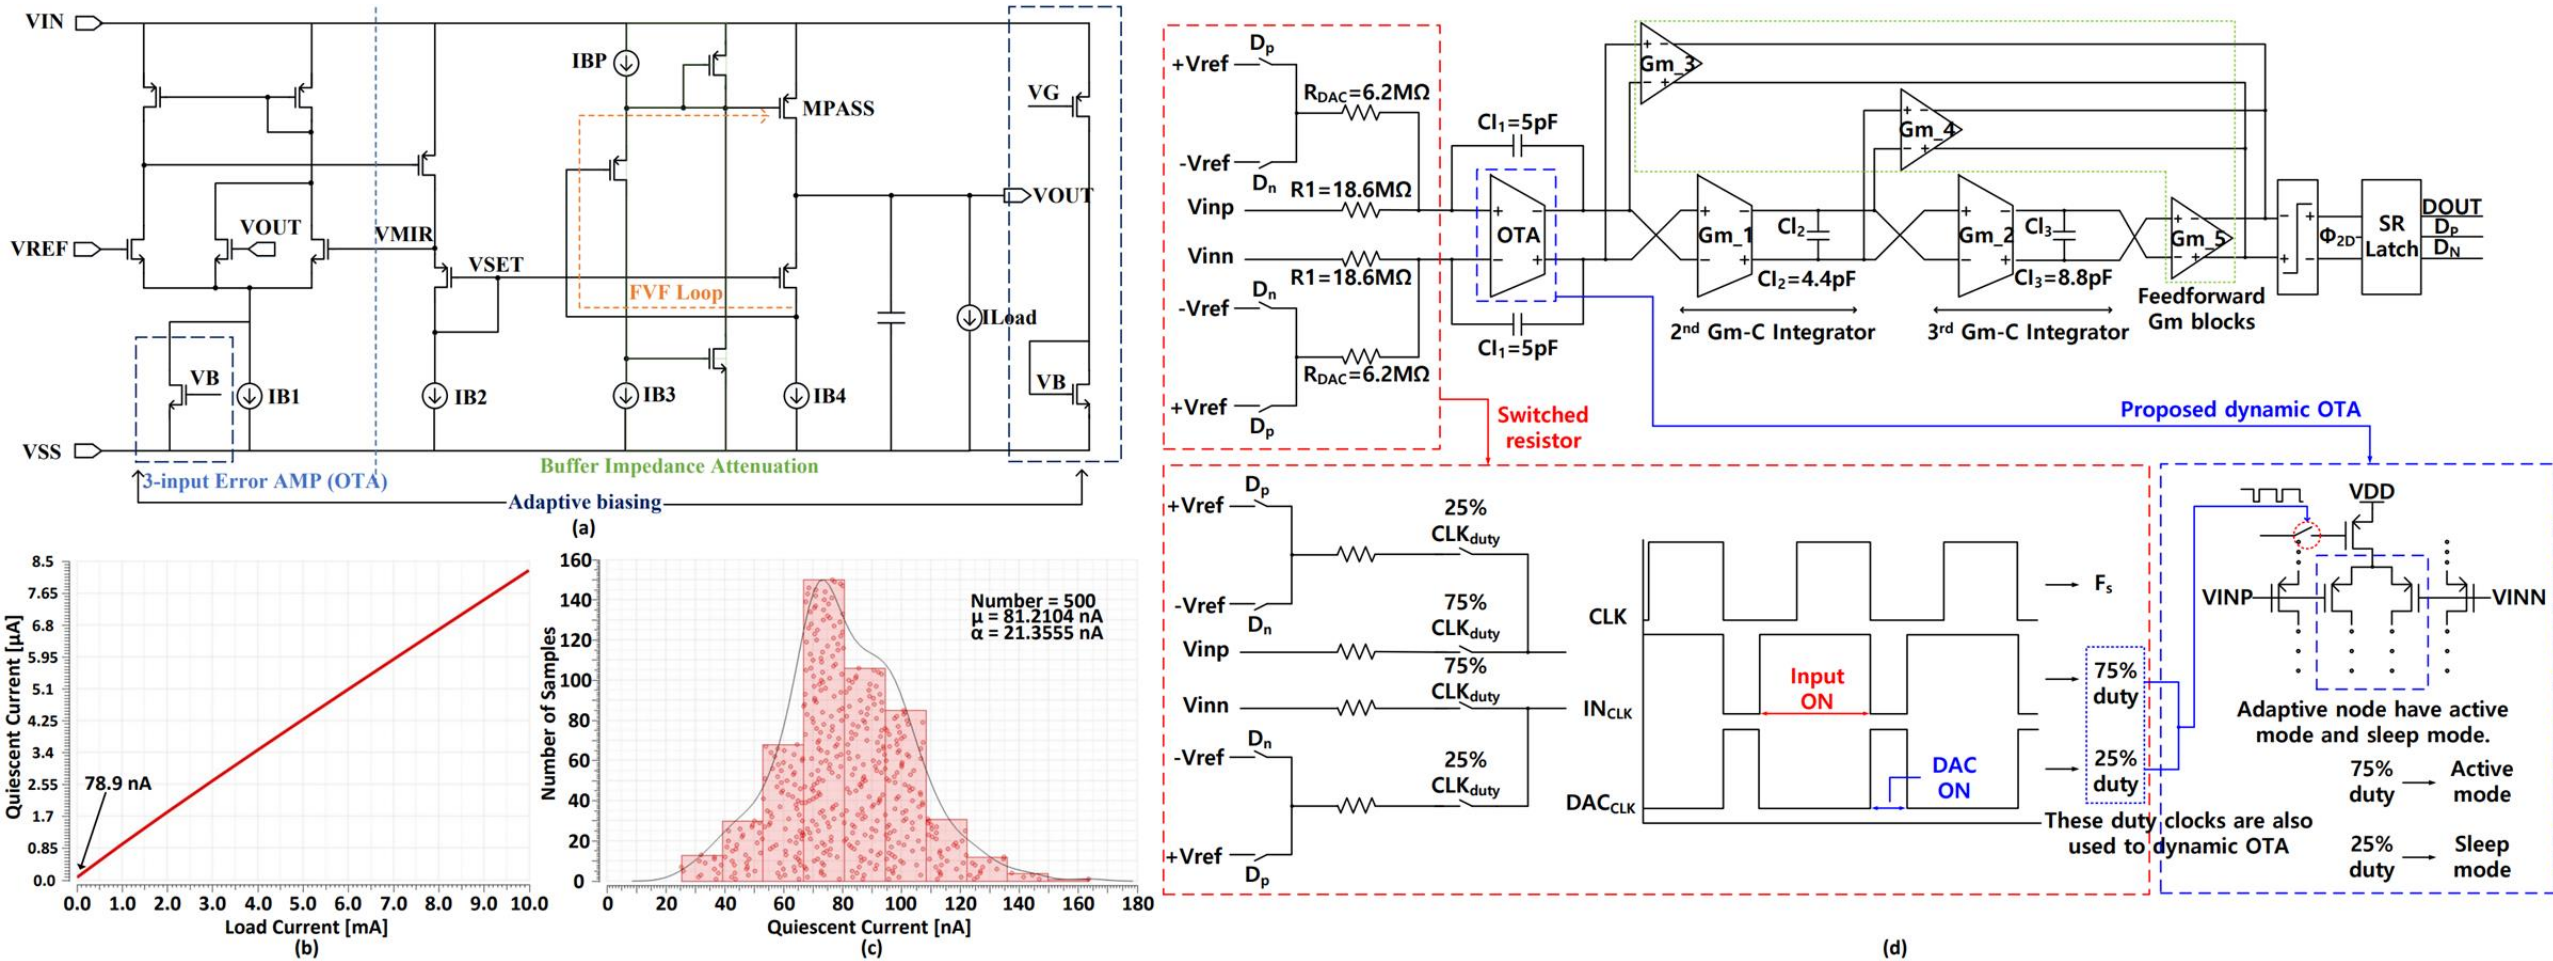 VIN
IBP
MPASS
VG
VOUT
VREF
VOUT
VMIR
VSET
FVF Loop
ILoad
VB
IB1
IB2
IB3
IB4
VB
VSS
3-input Error AMP (OTA)
Buffer Impedance Attenuation
Adaptive biasing
(a)
8.5
7.65
6.8
5.95
5.1
4.25
3.4
2.55
1.7
0.85
0.0
Quiescent Current [µA]
78.9 nA
0.0 1.0 2.0 3.0 4.0 5.0 6.0 7.0 8.0 9.0 10.0
Load Current [mA]
(b)
160
140
120
100
80
60
40
20
0
Number of Samples
Number = 500
µ = 81.2104 nA
α = 21.3555 nA
0 20 40 60 80 100 120 140 160 180
Quiescent Current [nA]
(c)
+Vref
Dp
RDAC=6.2MΩ
-Vref
Dn
R1=18.6MΩ
Vinp
Vinn
R1=18.6MΩ
Dn
-Vref
RDAC=6.2MΩ
+Vref
Dp
Switched
resistor
CI1=5pF
+ −
OTA
− +
CI1=5pF
+ −
Gm_3
− +
+ −
Gm_4
− +
+ −
Gm_1
− +
CI2
CI2=4.4pF
2nd Gm-C Integrator
+ −
Gm_2
− +
CI3
CI3=8.8pF
3rd Gm-C Integrator
+ −
Gm_5
− +
Feedforward
Gm blocks
− +
+ −
Φ2D
SR
Latch
DOUT
DP
DN
Proposed dynamic OTA
+Vref
Dp
25%
CLKduty
-Vref
Dn
75%
CLKduty
Vinp
75%
CLKduty
Vinn
Dn
-Vref
25%
CLKduty
+Vref
Dp
CLK
Fs
INCLK
Input
ON
75%
duty
DACCLK
DAC
ON
25%
duty
These duty clocks are also
used to dynamic OTA
VDD
VINP
VINN
Adaptive node have active
mode and sleep mode.
75%
duty
Active
mode
25%
duty
Sleep
mode
(d)